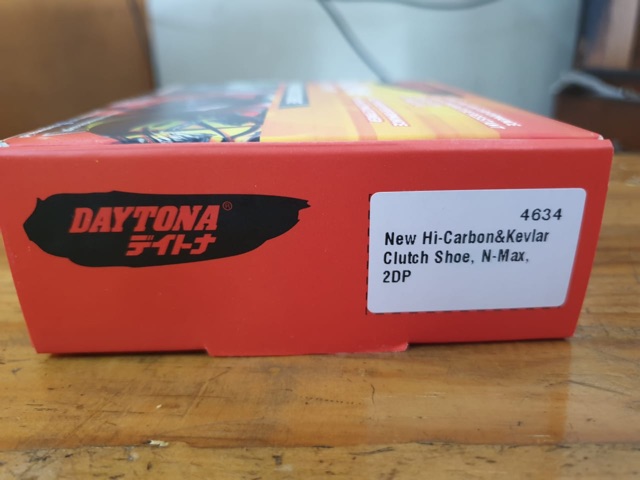 DAYTONA®
デイトナ
4634
New Hi-Carbon&Kevlar
Clutch Shoe, N-Max,
2DP